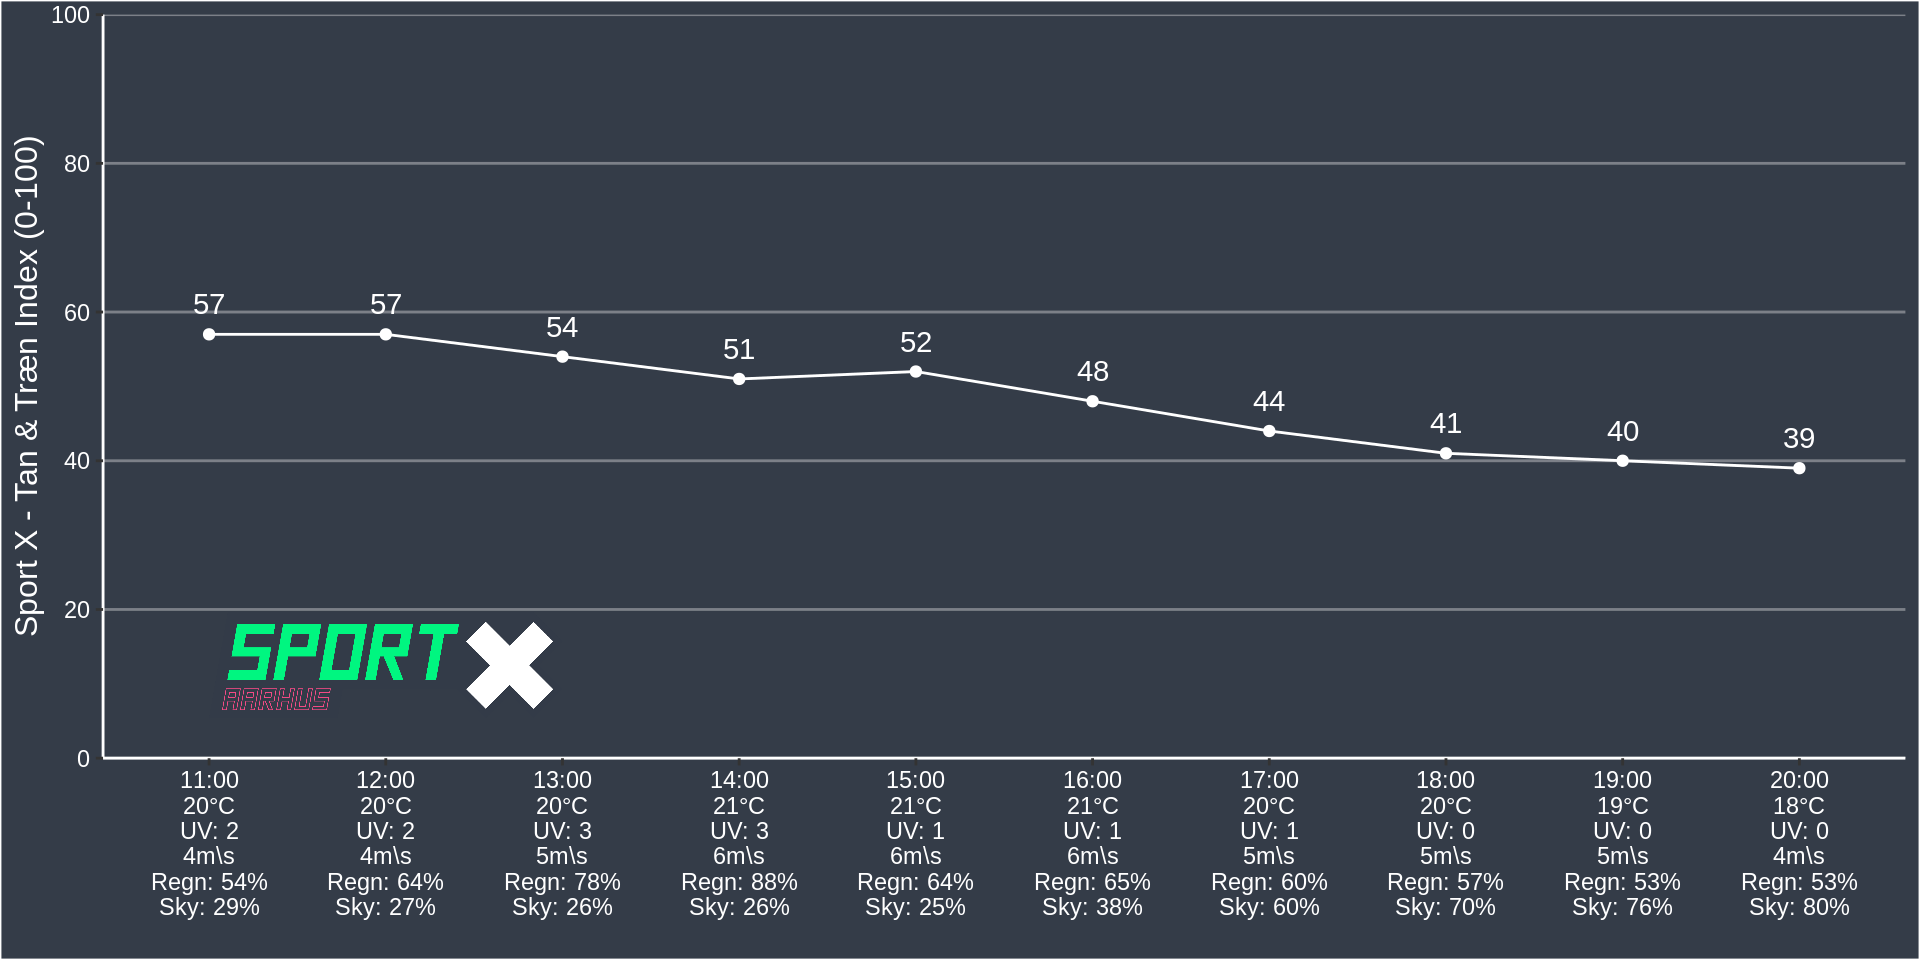 Sport X - Tan & Træn Index (0-100)
100
80
60
40
20
0
57
57
54
51
52
48
44
41
40
39
SPORT X
AARHUS
11:00 12:00 13:00 14:00 15:00 16:00 17:00 18:00 19:00 20:00
20°C 20°C 20°C 21°C 21°C 21°C 20°C 20°C 19°C 18°C
UV: 2 UV: 2 UV: 3 UV: 3 UV: 1 UV: 1 UV: 1 UV: 0 UV: 0 UV: 0
4m\s 4m\s 5m\s 6m\s 6m\s 6m\s 5m\s 5m\s 5m\s 4m\s
Regn: 54% Regn: 64% Regn: 78% Regn: 88% Regn: 64% Regn: 65% Regn: 60% Regn: 57% Regn: 53% Regn: 53%
Sky: 29% Sky: 27% Sky: 26% Sky: 26% Sky: 25% Sky: 38% Sky: 60% Sky: 70% Sky: 76% Sky: 80%